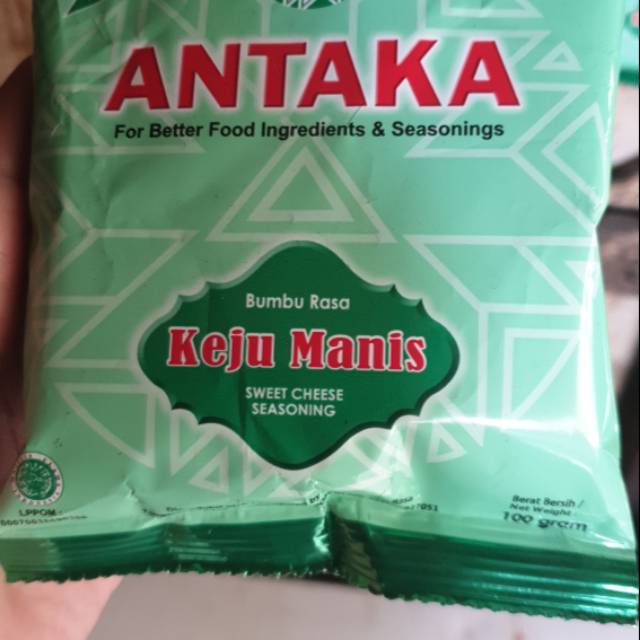 ANTAKA
For Better Food Ingredients & Seasonings
Bumbu Rasa
Keju Manis
SWEET CHEESE
SEASONING
LPPOM
Berat Bersih /
Net Weight
100 gram